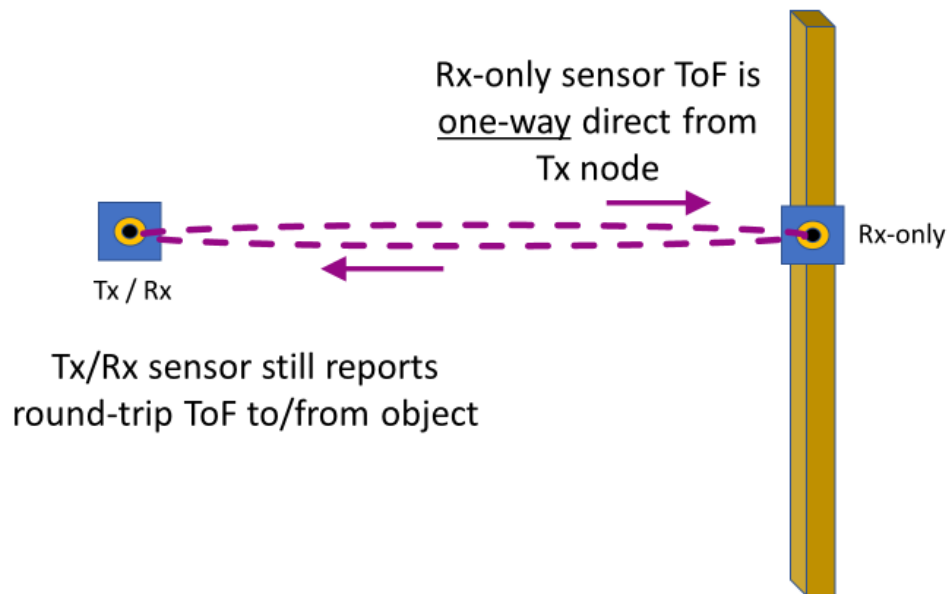 Rx-only sensor ToF is
one-way direct from
Tx node
Rx-only
Tx / Rx
Tx/Rx sensor still reports
round-trip ToF to/from object